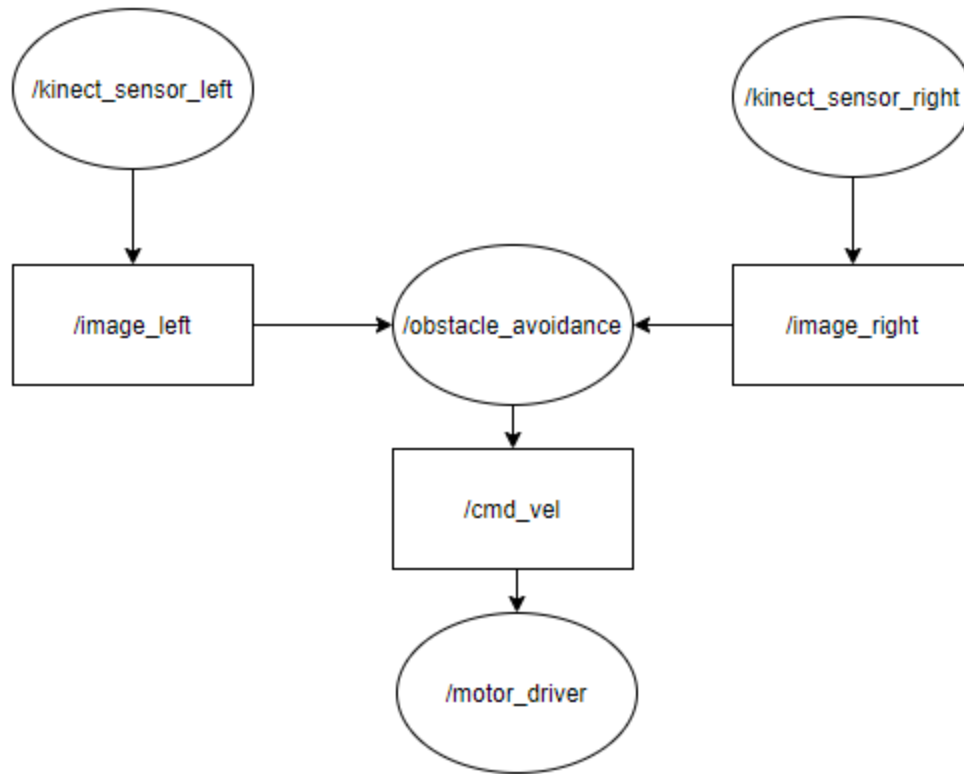 /kinect_sensor_left
/kinect_sensor_right
/image_left
/obstacle_avoidance
/image_right
/cmd_vel
/motor_driver